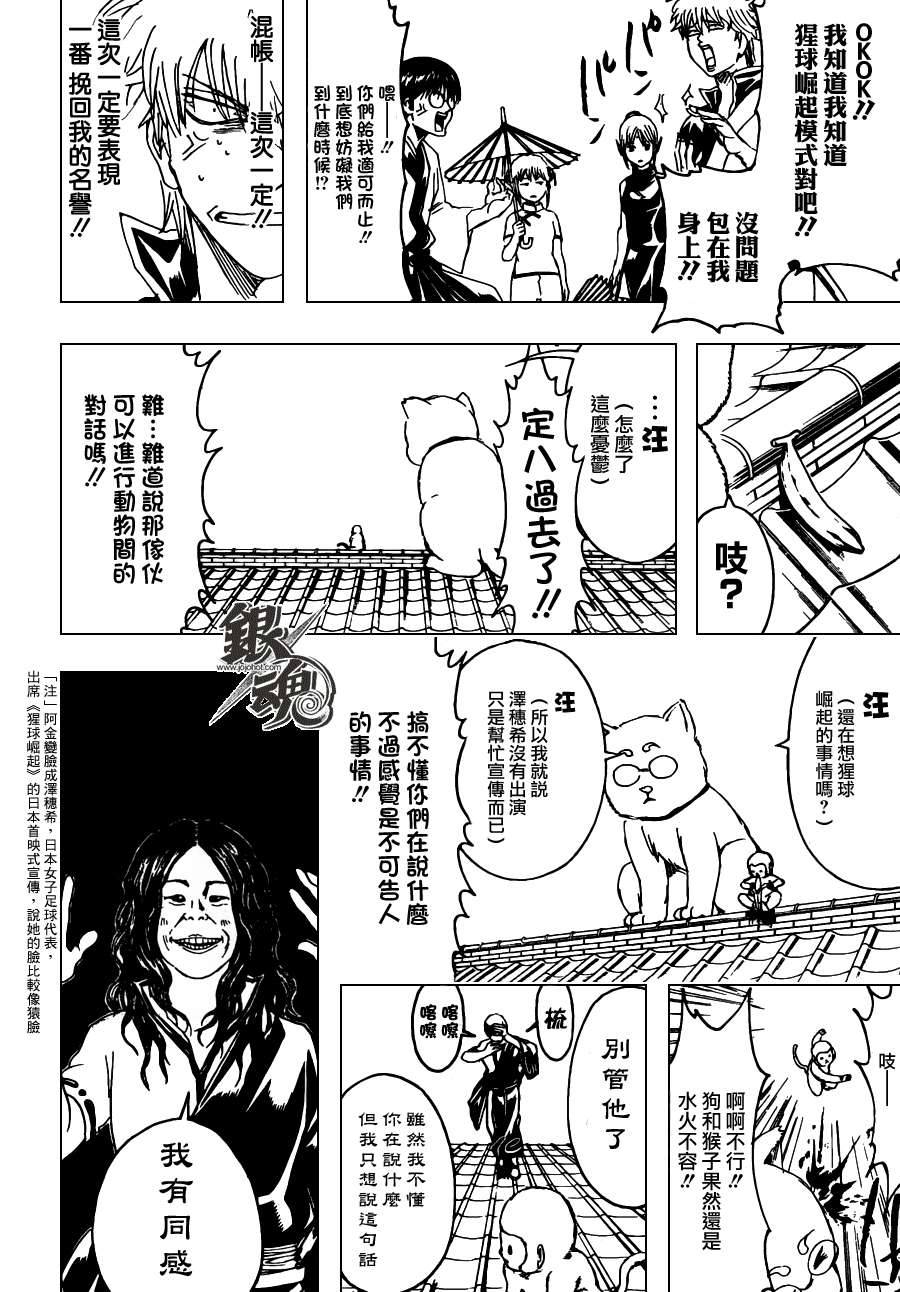 OKOK!!
我知道我知道
猩球崛起模式對吧!!
沒問題
包在我
身上!!
喂——
你們給我適可而止!!
到底想妨礙我們
到什麼時候!?
混帳——這次一定!!
這次一定要表現
一番 挽回我的名譽!!
吱?
…汪
(怎麼了
這麼憂鬱)
定八過去了!!
難…難道說那傢伙
可以進行動物間的
對話嗎!!
銀魂
www.jojohot.com
汪
(還在想猩球
崛起的事情嗎?)
汪
(所以我就說
澤穗希沒有出演
只是幫忙宣傳而已)
搞不懂你們在說什麼
不過感覺是不可告人
的事情!!
吱——
啊啊不行!!
狗和猴子果然還是
水火不容!!
別管他了
梳
喀嚓
喀嚓
雖然我不懂
你在說什麼
但我只想說這句話
我有同感
「注」阿金變臉成澤穗希，日本女子足球代表，
出席《猩球崛起》的日本首映式宣傳，說她的臉比較像猿臉